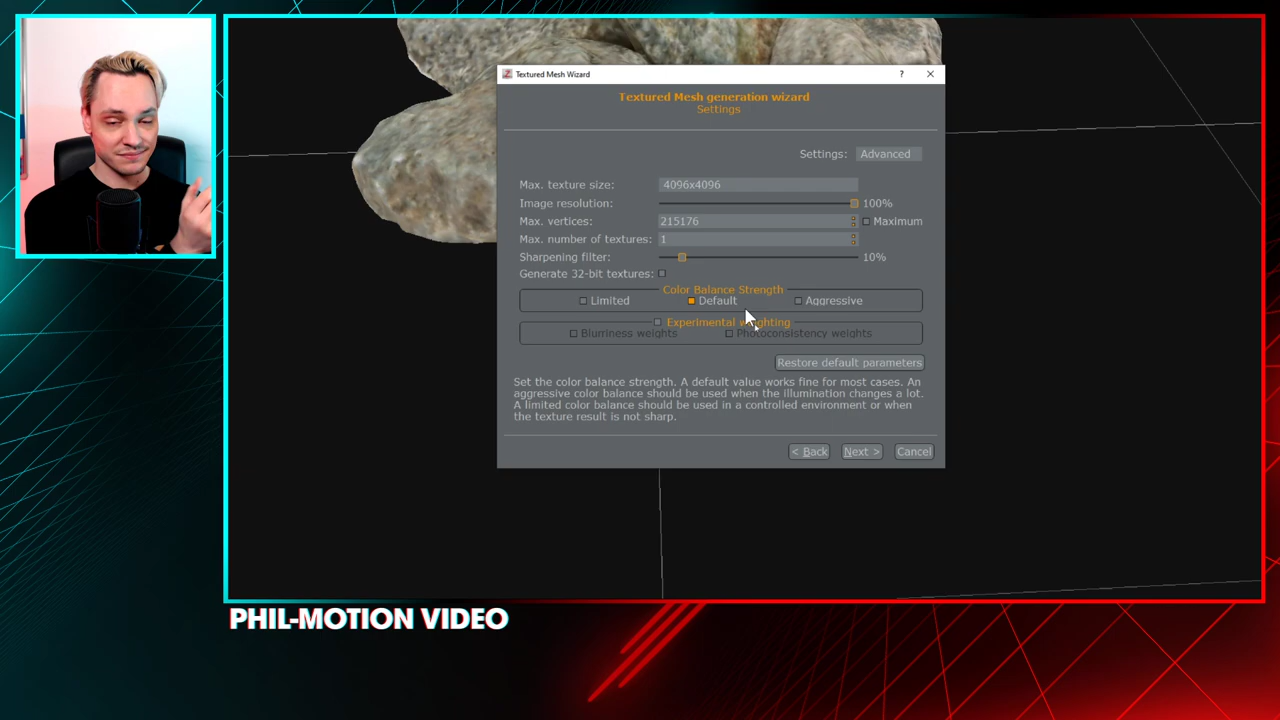 Textured Mesh Wizard
?
Textured Mesh generation wizard
Settings
Settings: Advanced
Max. texture size: 4096x4096
Image resolution: 100%
Max. vertices: 215176 Maximum
Max. number of textures: 1
Sharpening filter: 10%
Generate 32-bit textures:
Color Balance Strength
Limited Default Aggressive
Experimental weighting
Blurriness weights Photoconsistency weights
Restore default parameters
Set the color balance strength. A default value works fine for most cases. An
aggressive color balance should be used when the illumination changes a lot.
A limited color balance should be used in a controlled environment or when
the texture result is not sharp.
< Back Next > Cancel
PHIL-MOTION VIDEO